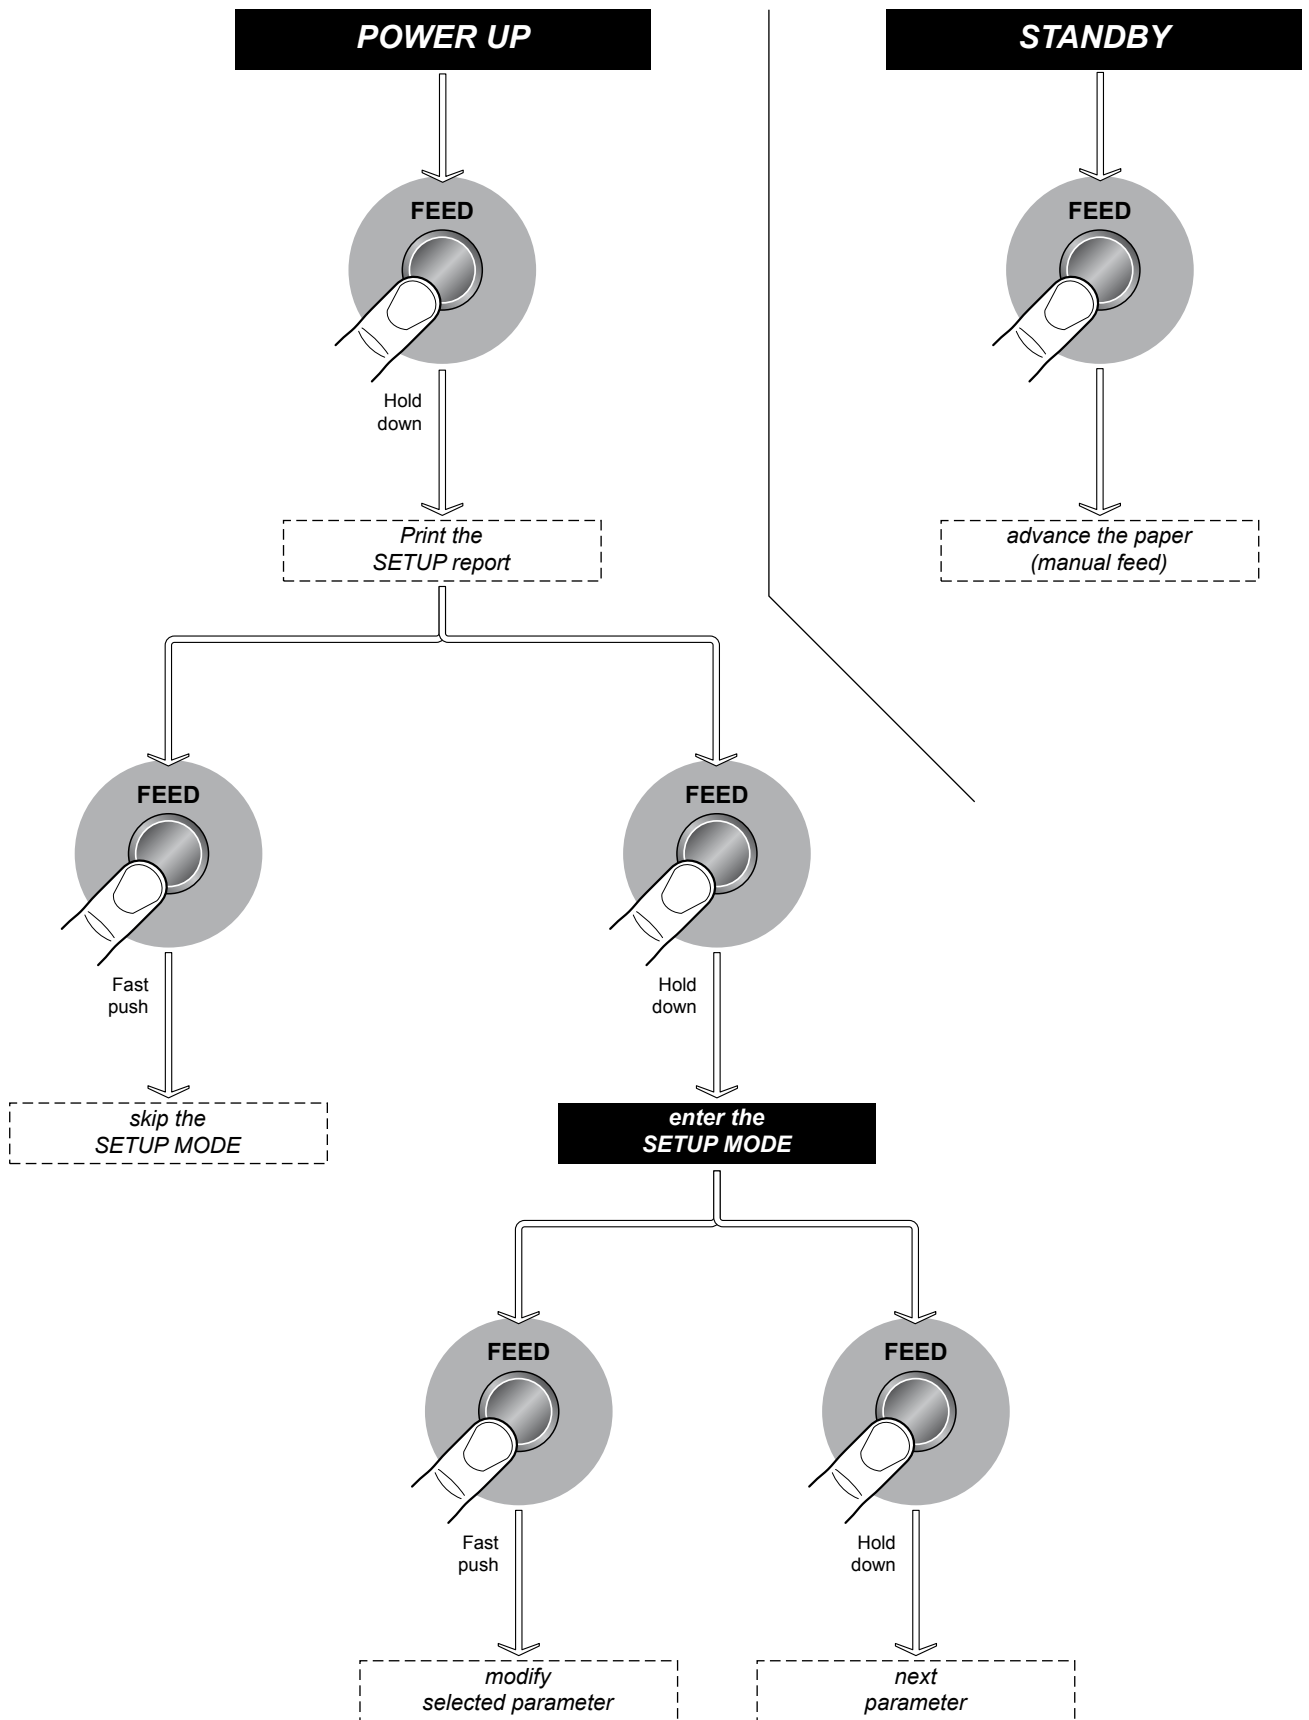 POWER UP
STANDBY
FEED
FEED
Hold
down
Print the
SETUP report
advance the paper
(manual feed)
FEED
FEED
Fast
push
Hold
down
skip the
SETUP MODE
enter the
SETUP MODE
FEED
FEED
Fast
push
Hold
down
modify
selected parameter
next
parameter